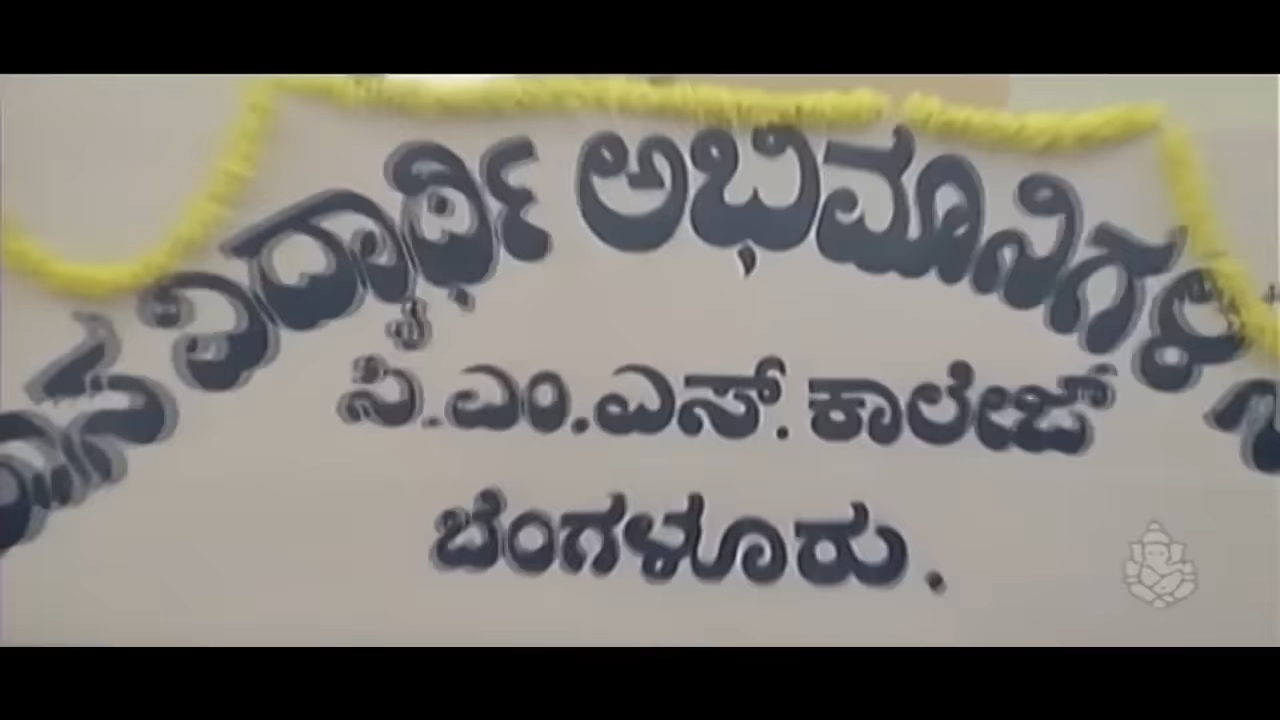 ವಿದ್ಯಾರ್ಥಿ ಅಭಿಮಾನಿಗಳ
ಸಿ.ಎಂ.ಎಸ್. ಕಾಲೇಜ್
ಬೆಂಗಳೂರು.